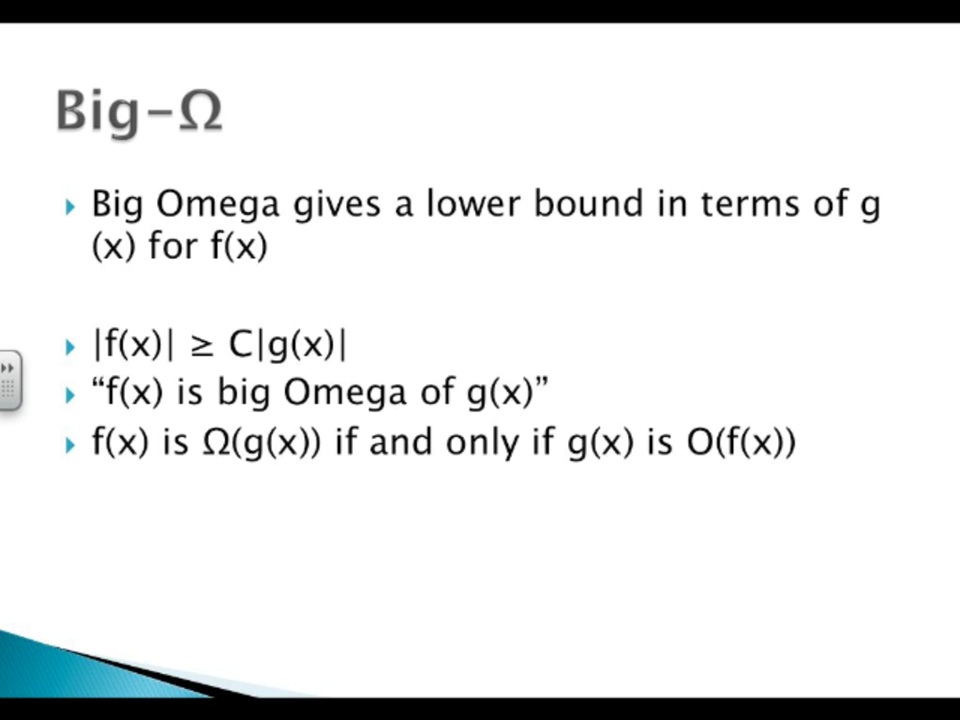 Big-Ω
Big Omega gives a lower bound in terms of g
(x) for f(x)
|f(x)| ≥ C|g(x)|
“f(x) is big Omega of g(x)”
f(x) is Ω(g(x)) if and only if g(x) is O(f(x))